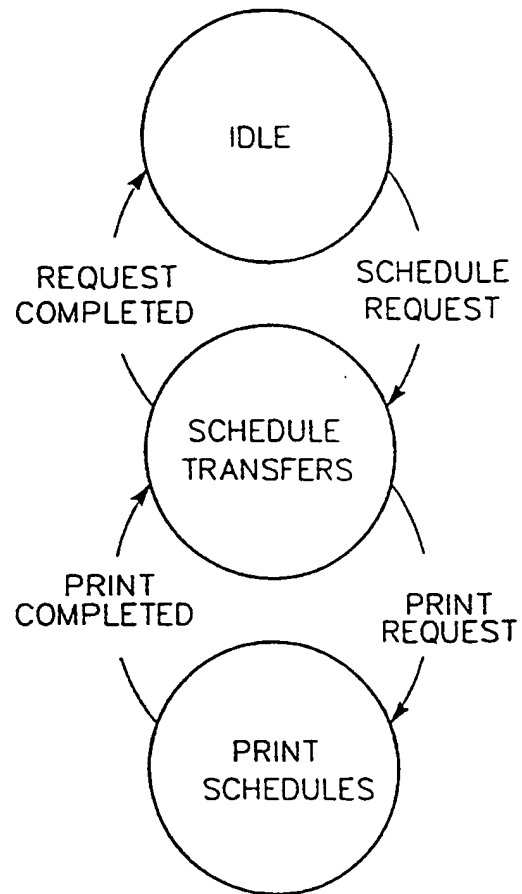 IDLE
REQUEST
COMPLETED
SCHEDULE
REQUEST
SCHEDULE
TRANSFERS
PRINT
COMPLETED
PRINT
REQUEST
PRINT
SCHEDULES